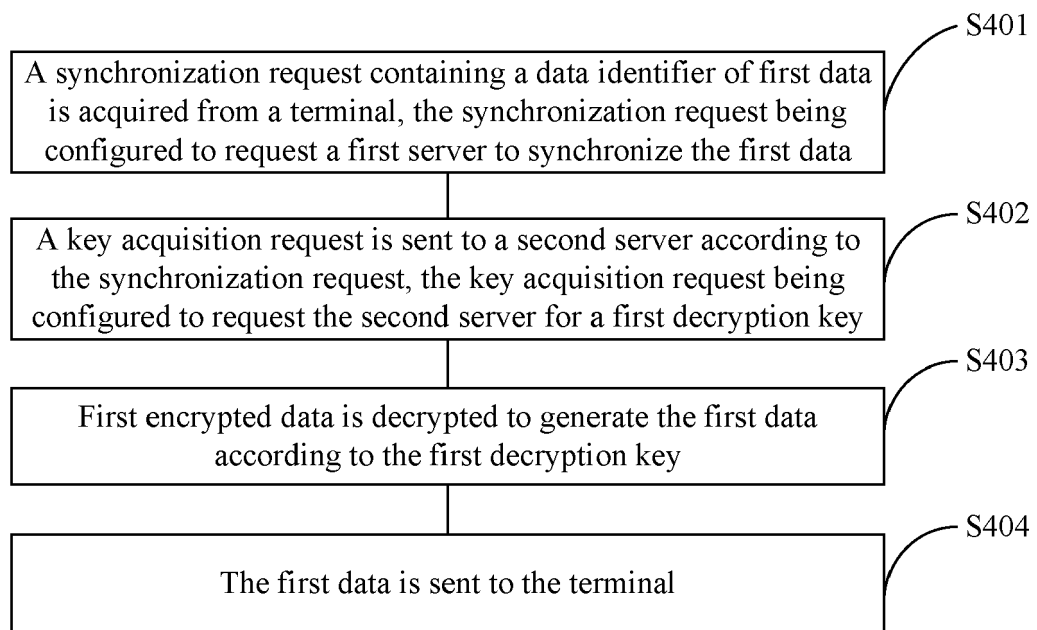 S401
A synchronization request containing a data identifier of first data
is acquired from a terminal, the synchronization request being
configured to request a first server to synchronize the first data
S402
A key acquisition request is sent to a second server according to
the synchronization request, the key acquisition request being
configured to request the second server for a first decryption key
S403
First encrypted data is decrypted to generate the first data
according to the first decryption key
S404
The first data is sent to the terminal